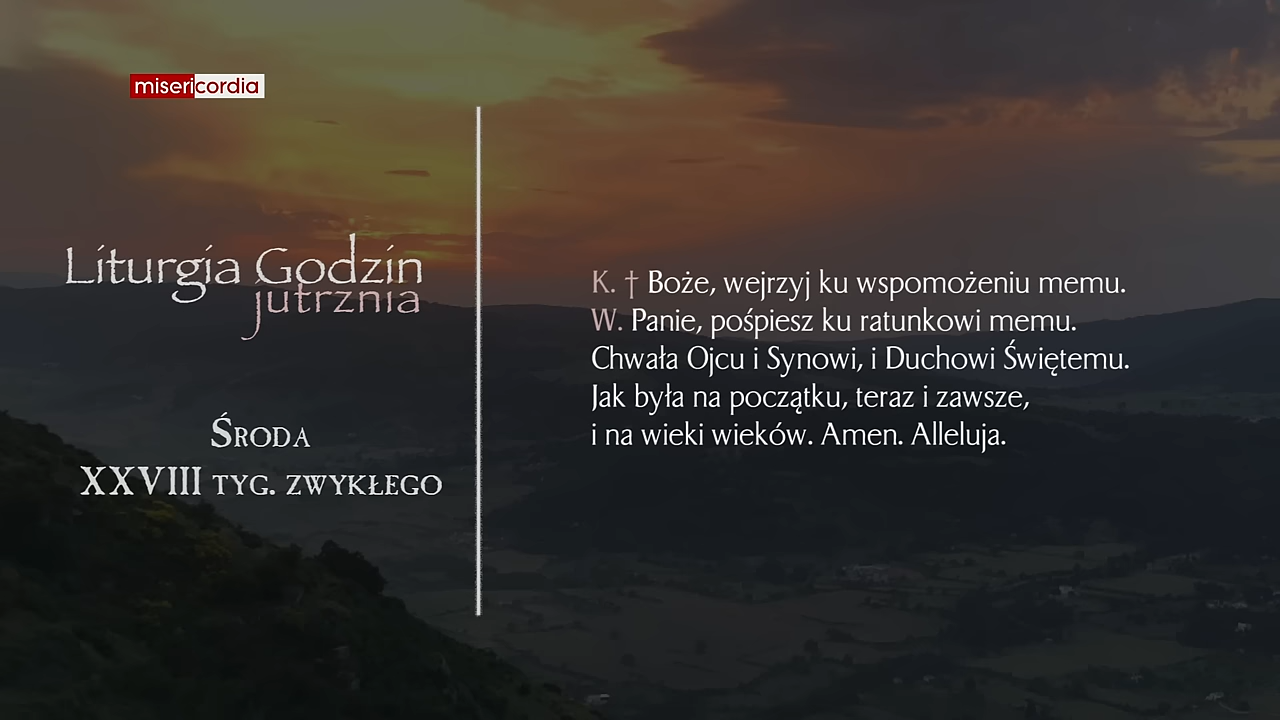 misericordia
Liturgia Godzin
jutrznia
Środa
XXVIII tyg. zwykłego
K. † Boże, wejrzyj ku wspomożeniu memu.
W. Panie, pośpiesz ku ratunkowi memu.
Chwała Ojcu i Synowi, i Duchowi Świętemu.
Jak była na początku, teraz i zawsze,
i na wieki wieków. Amen. Alleluja.